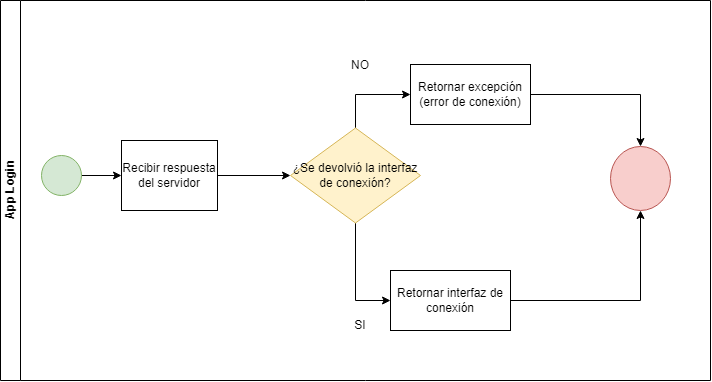 App Login
Recibir respuesta
del servidor
¿Se devolvió la interfaz
de conexión?
NO
Retornar excepción
(error de conexión)
SI
Retornar interfaz de
conexión